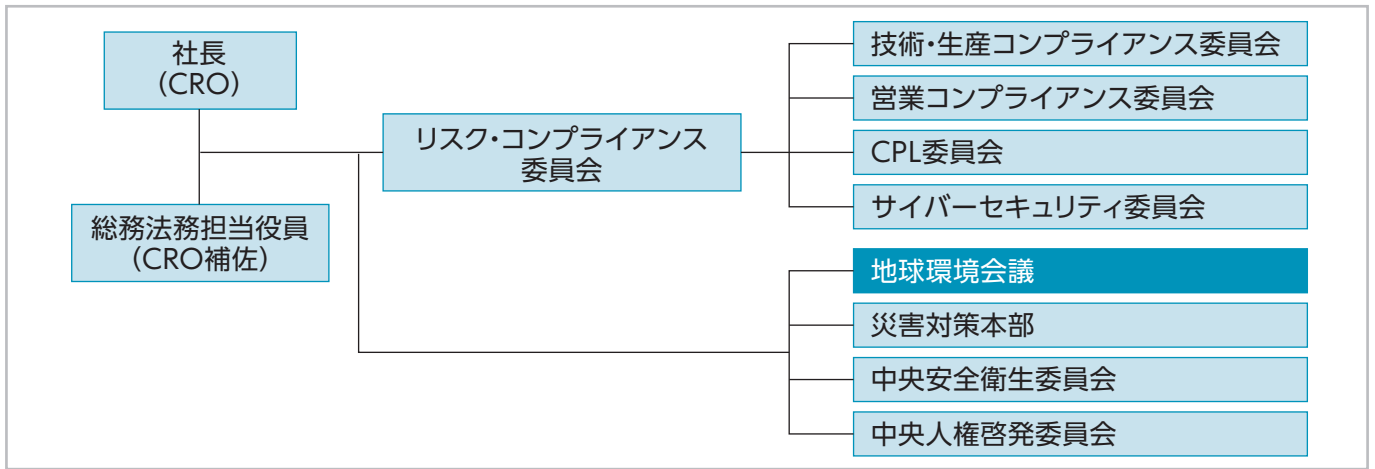 社長
（CRO）
総務法務担当役員
（CRO補佐）
リスク・コンプライアンス
委員会
技術・生産コンプライアンス委員会
営業コンプライアンス委員会
CPL委員会
サイバーセキュリティ委員会
地球環境会議
災害対策本部
中央安全衛生委員会
中央人権啓発委員会